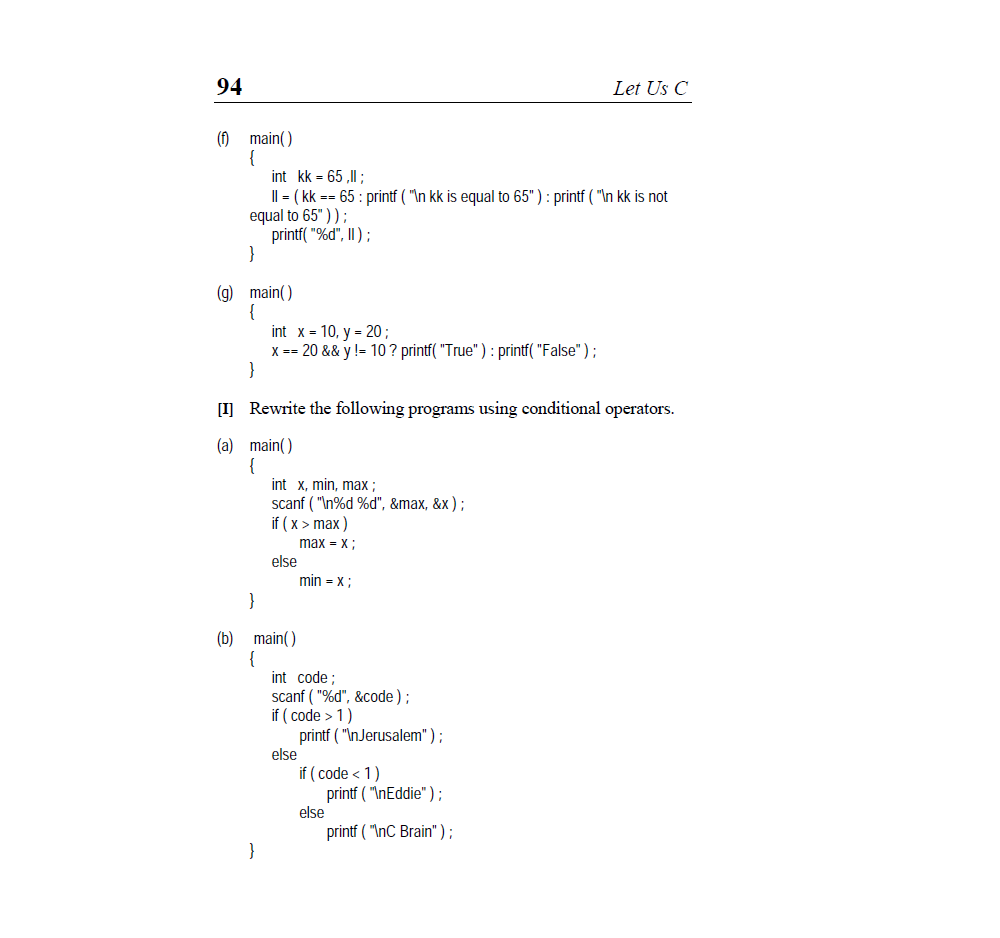 94 Let Us C
(f) main( )
{
int kk = 65 ,ll ;
ll = ( kk == 65 : printf ( "\n kk is equal to 65" ) : printf ( "\n kk is not
equal to 65" ) ) ;
printf( "%d", ll ) ;
}
(g) main( )
{
int x = 10, y = 20 ;
x == 20 && y != 10 ? printf( "True" ) : printf( "False" ) ;
}
[I] Rewrite the following programs using conditional operators.
(a) main( )
{
int x, min, max ;
scanf ( "\n%d %d", &max, &x ) ;
if ( x > max )
max = x ;
else
min = x ;
}
(b) main( )
{
int code ;
scanf ( "%d", &code ) ;
if ( code > 1 )
printf ( "\nJerusalem" ) ;
else
if ( code < 1 )
printf ( "\nEddie" ) ;
else
printf ( "\nC Brain" ) ;
}